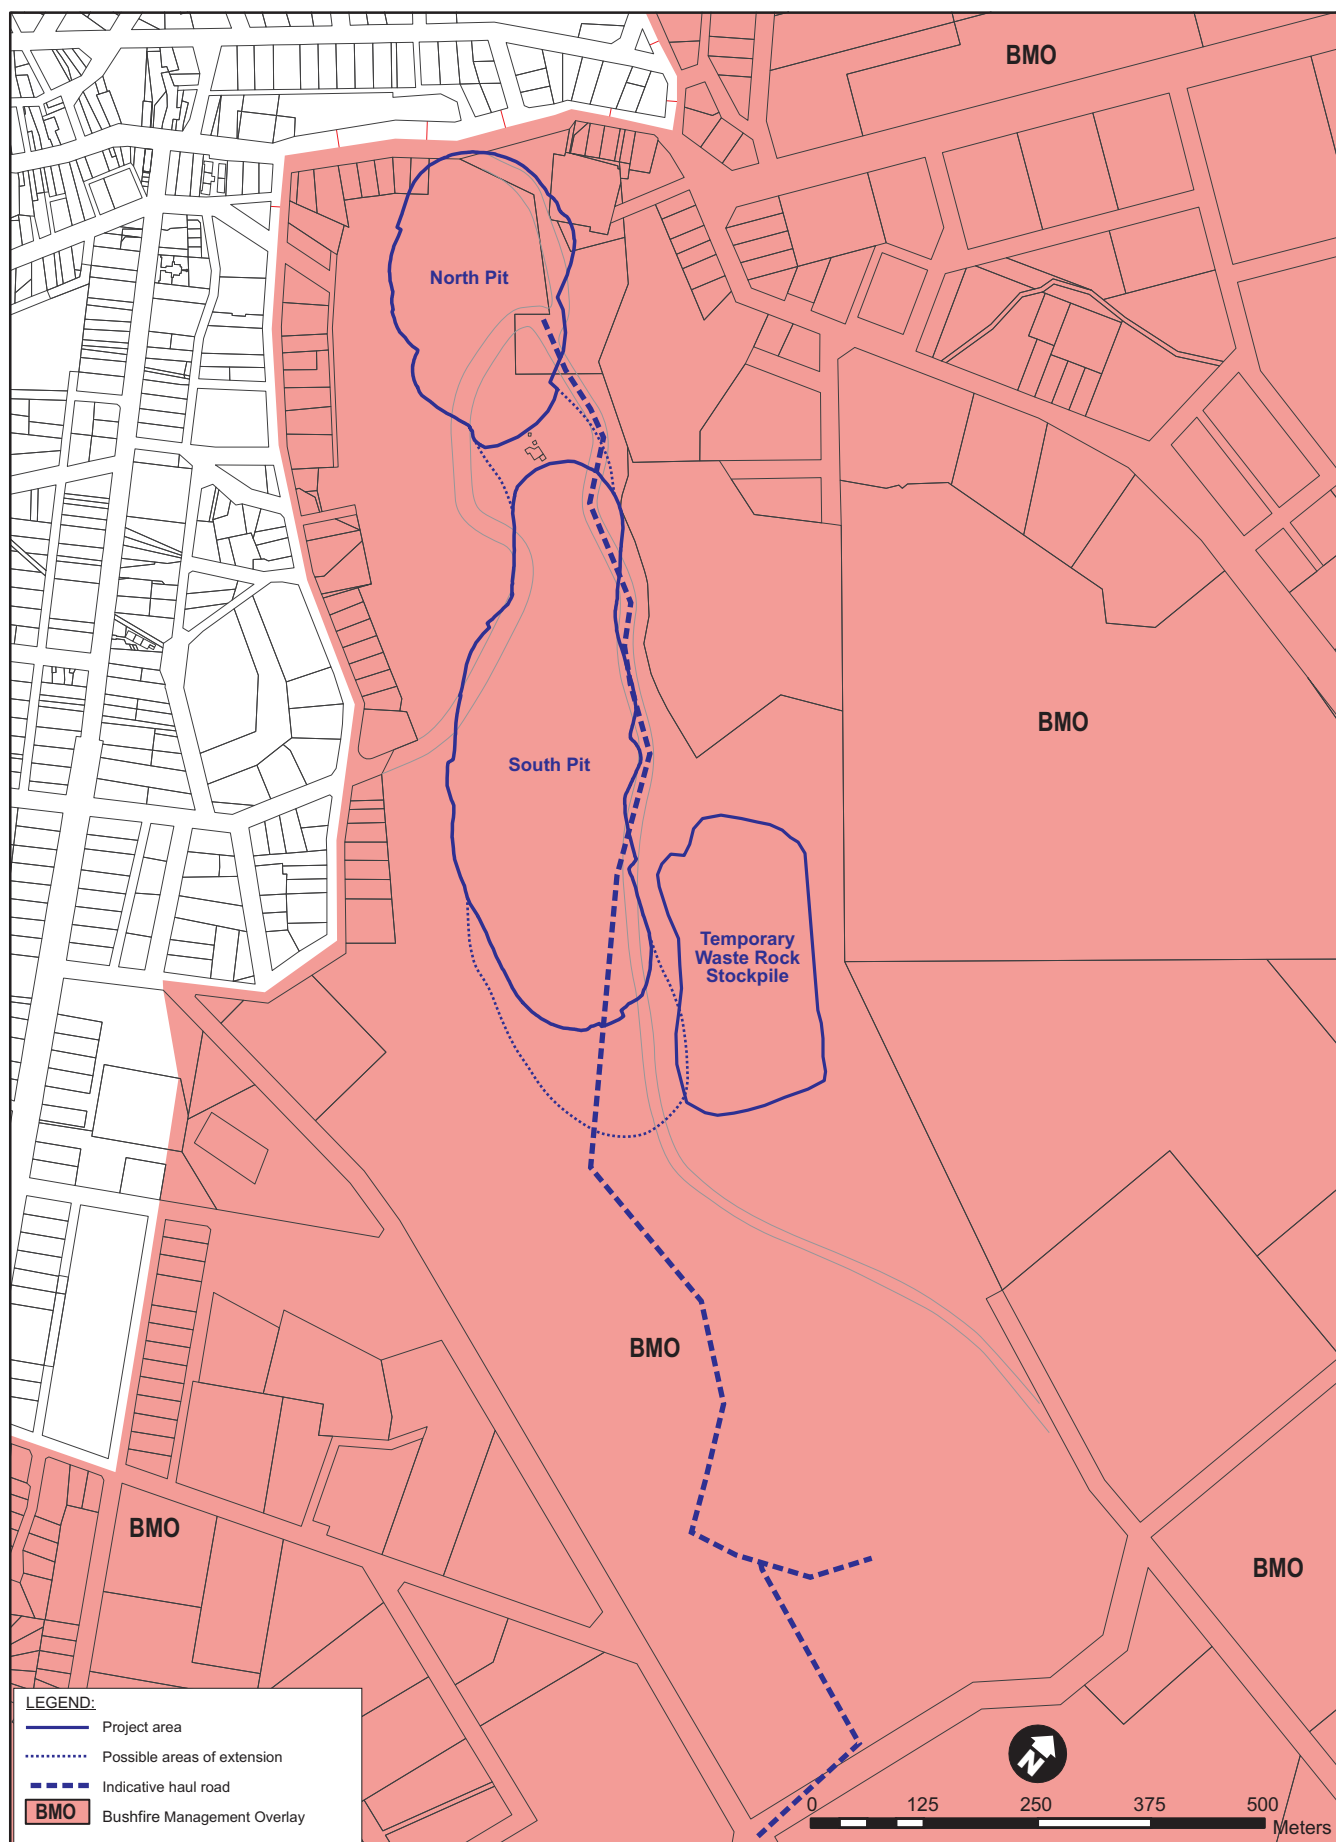 BMO
North Pit
BMO
South Pit
Temporary
Waste Rock
Stockpile
BMO
BMO
BMO
LEGEND:
Project area
Possible areas of extension
Indicative haul road
BMO Bushfire Management Overlay
N
0 125 250 375 500
Meters